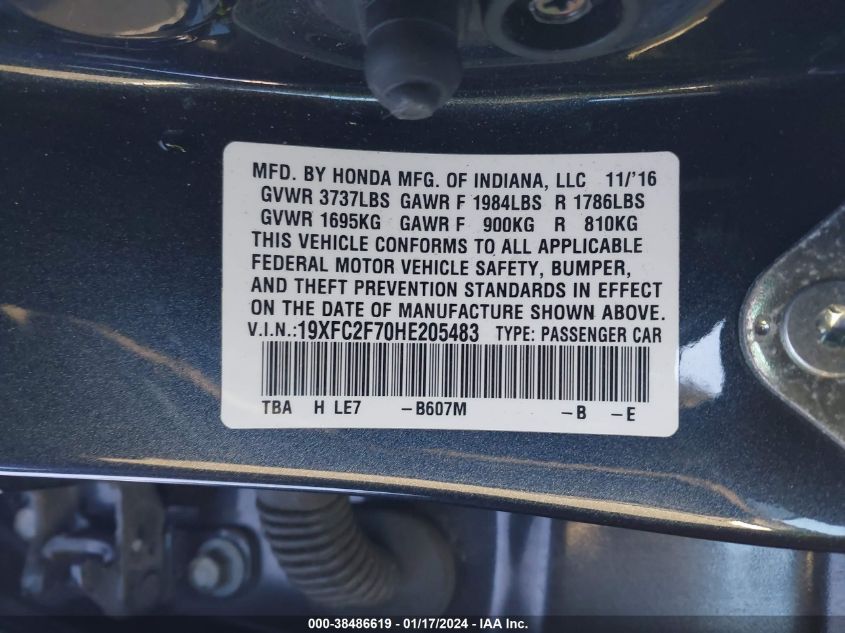 MFD. BY HONDA MFG. OF INDIANA, LLC 11/'16
GVWR 3737LBS GAWR F 1984LBS R 1786LBS
GVWR 1695KG GAWR F 900KG R 810KG
THIS VEHICLE CONFORMS TO ALL APPLICABLE
FEDERAL MOTOR VEHICLE SAFETY, BUMPER,
AND THEFT PREVENTION STANDARDS IN EFFECT
ON THE DATE OF MANUFACTURE SHOWN ABOVE.
V.I.N.:19XFC2F70HE205483 TYPE: PASSENGER CAR
TBA H LE7 -B607M -B -E
000-38486619 - 01/17/2024 - IAA Inc.